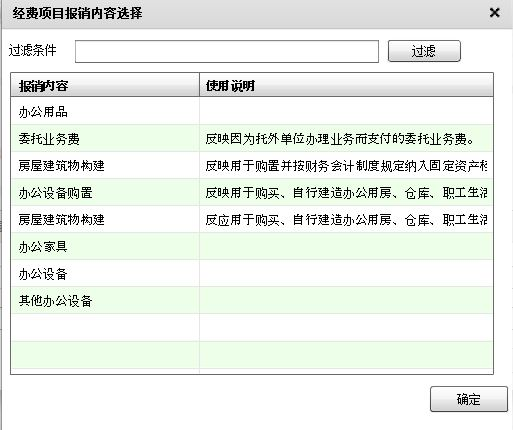 经费项目报销内容选择
过滤条件 过滤
报销内容 使用说明
办公用品
委托业务费 反映因为托外单位办理业务而支付的委托业务费。
房屋建筑物构建 反映用于购置并按财务会计制度规定纳入固定资产核
办公设备购置 反映用于购买、自行建造办公用房、仓库、职工生活
房屋建筑物构建 反应用于购买、自行建造办公用房、仓库、职工生活
办公家具
办公设备
其他办公设备
确定